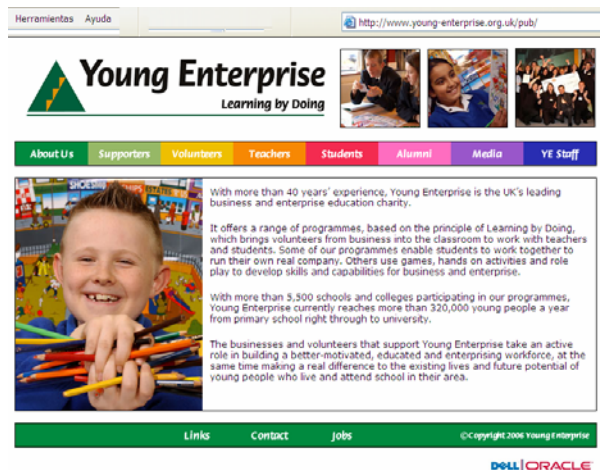 Herramientas Ayuda
http://www.young-enterprise.org.uk/pub/
Young Enterprise
Learning by Doing
About Us Supporters Volunteers Teachers Students Alumni Media YE Staff
With more than 40 years' experience, Young Enterprise is the UK's leading
business and enterprise education charity.
It offers a range of programmes, based on the principle of Learning by Doing,
which brings volunteers from business into the classroom to work with teachers
and students. Some of our programmes enable students to work together to
run their own real company. Others use games, hands on activities and role
play to develop skills and capabilities for business and enterprise.
With more than 5,500 schools and colleges participating in our programmes,
Young Enterprise currently reaches more than 320,000 young people a year
from primary school right through to university.
The businesses and volunteers that support Young Enterprise take an active
role in building a better-motivated, educated and enterprising workforce, at the
same time making a real difference to the existing lives and future potential of
young people who live and attend school in their area.
Links Contact Jobs ©Copyright 2006 Young Enterprise
DELL ORACLE